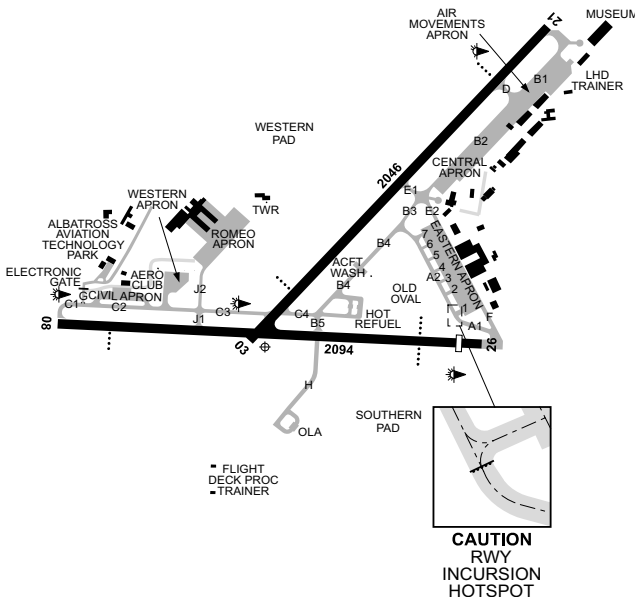 21
MUSEUM
AIR
MOVEMENTS
APRON
LHD
TRAINER
B1
D
WESTERN
PAD
B2
CENTRAL
APRON
2046
E1
WESTERN
APRON
TWR
B3
E2
ALBATROSS
AVIATION
TECHNOLOGY
PARK
ROMEO
APRON
B4
EASTERN APRON
7
6
5
4
3
2
1
A2
ELECTRONIC
GATE
AERO
CLUB
ACFT
WASH
B4
OLD
OVAL
G
CIVIL APRON
J2
C1
C2
C3
C4
HOT
REFUEL
F
J1
B5
A1
08
03
2094
26
H
SOUTHERN
PAD
OLA
FLIGHT
DECK PROC
TRAINER
CAUTION
RWY
INCURSION
HOTSPOT